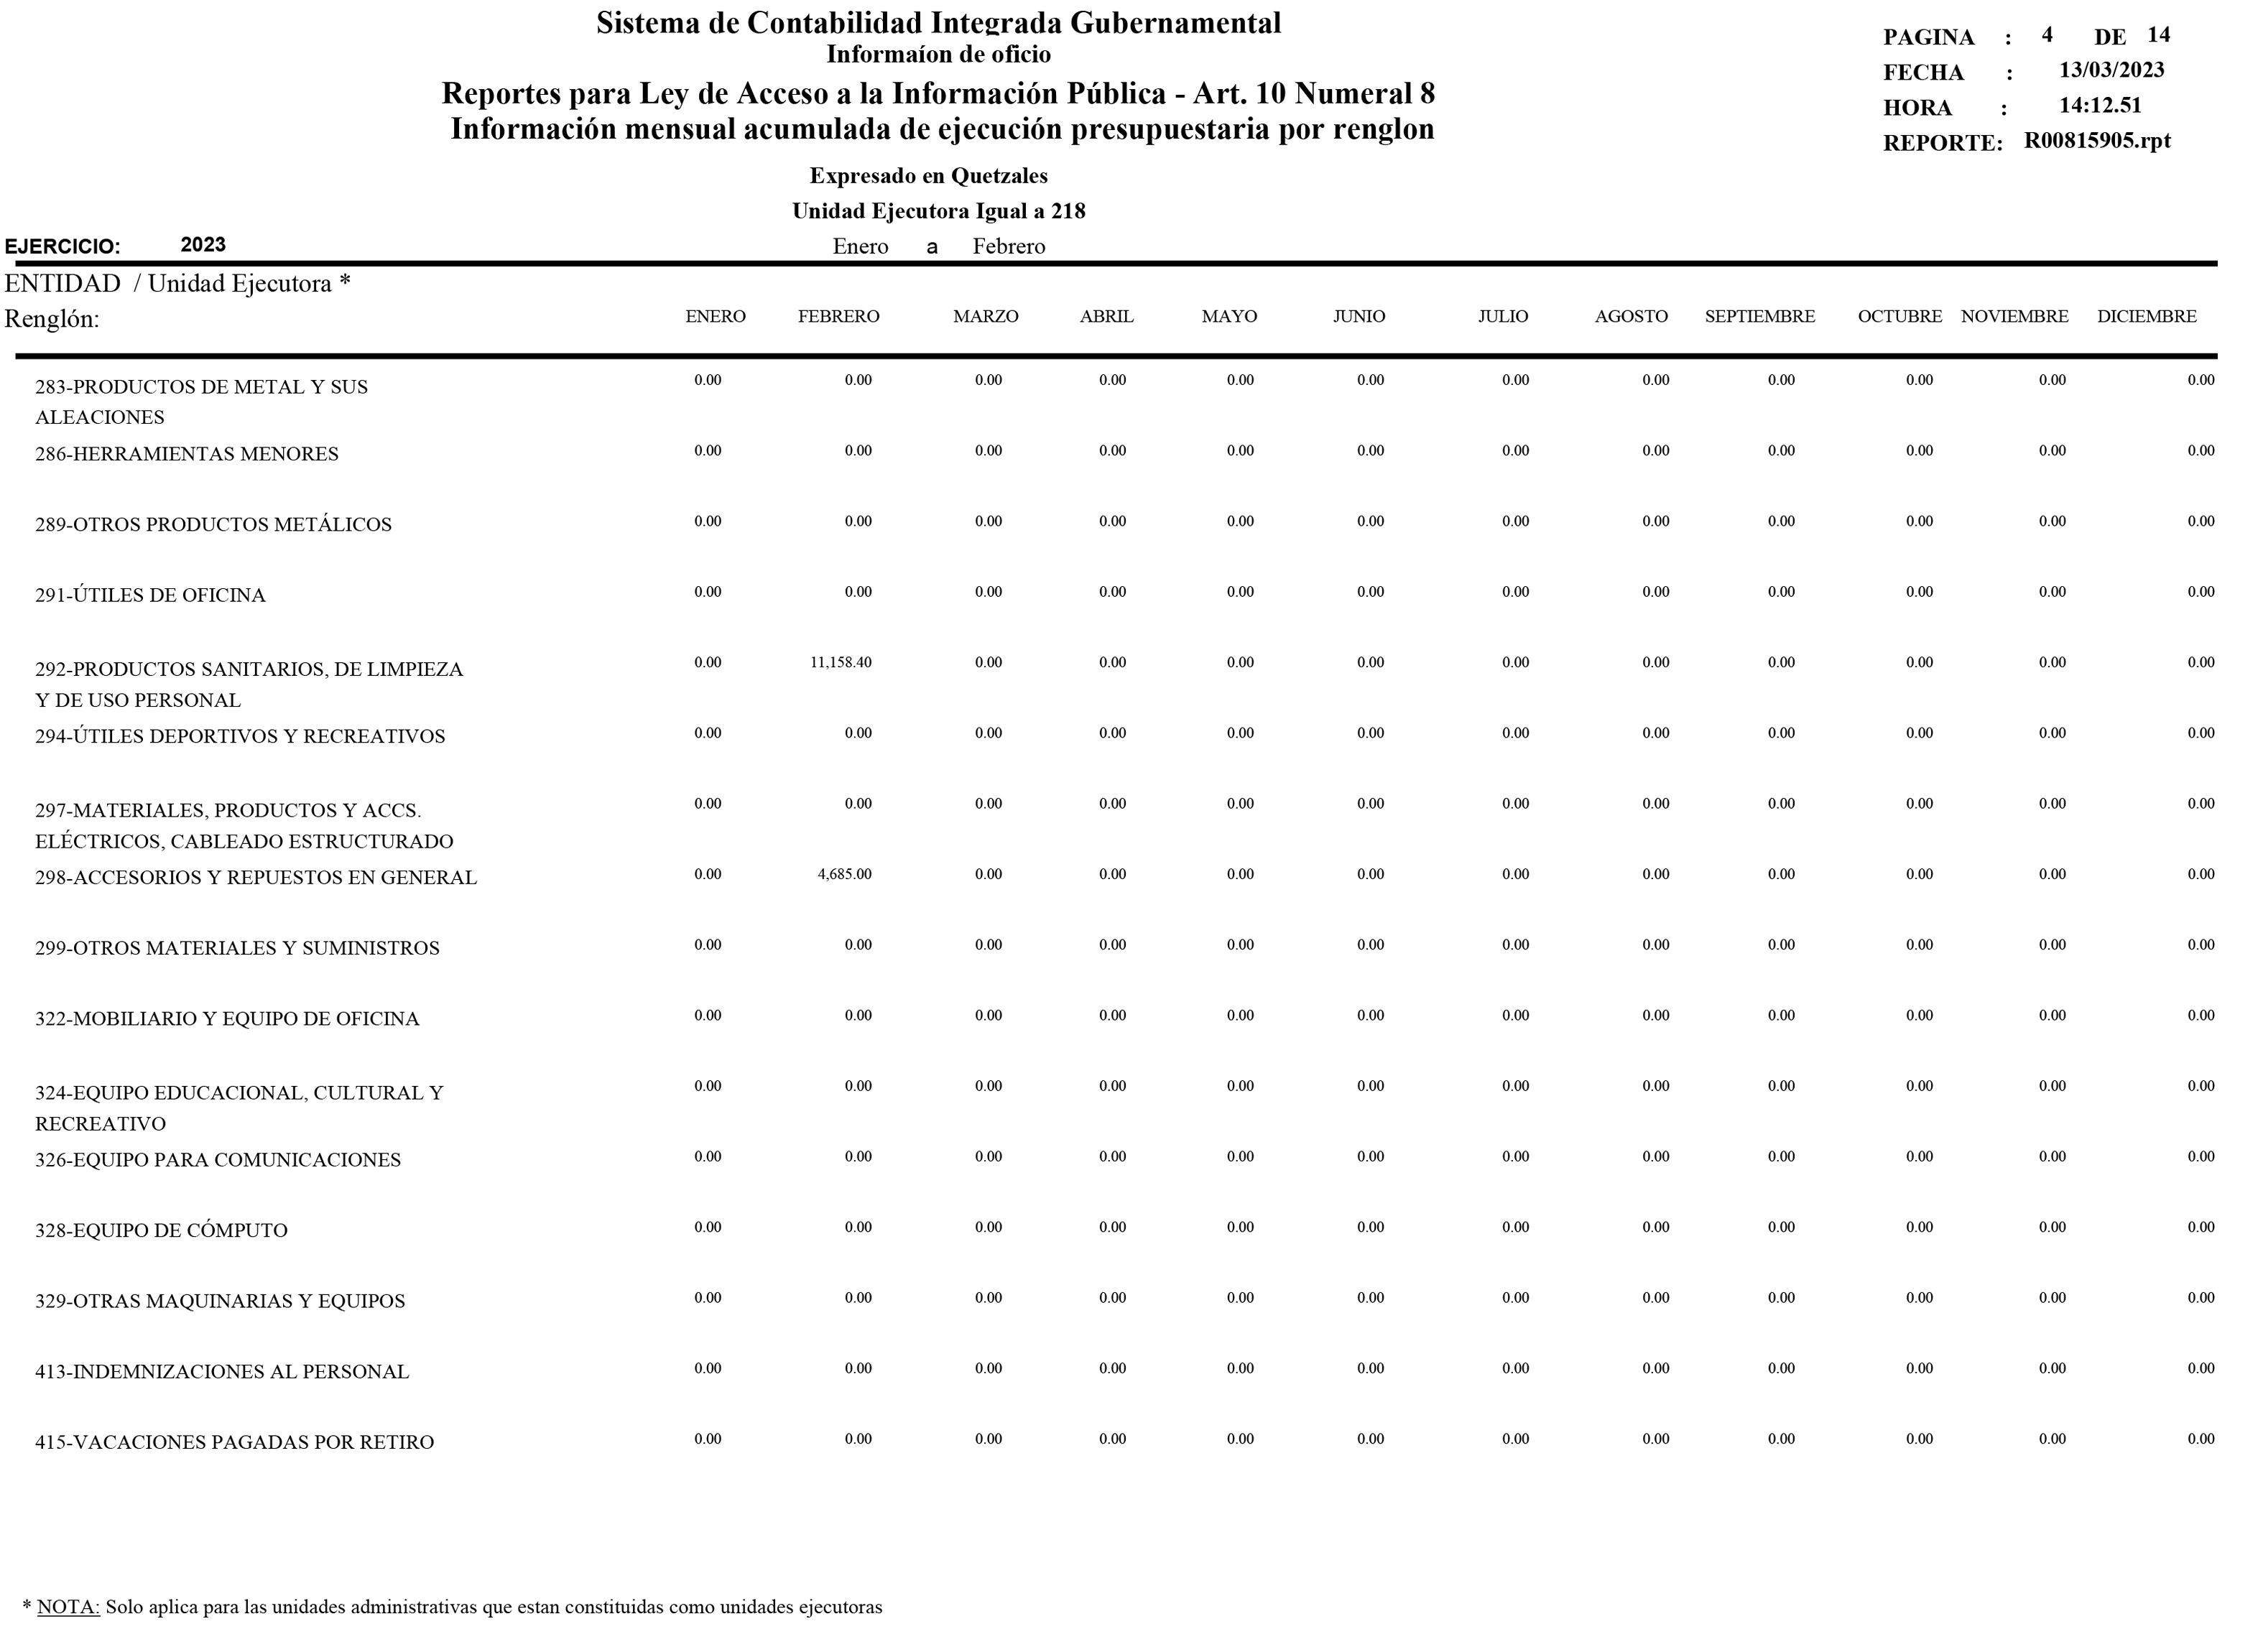 Sistema de Contabilidad Integrada Gubernamental
Informaíon de oficio
Reportes para Ley de Acceso a la Información Pública - Art. 10 Numeral 8
Información mensual acumulada de ejecución presupuestaria por renglon
Expresado en Quetzales
Unidad Ejecutora Igual a 218
PAGINA : 4 DE 14
FECHA : 13/03/2023
HORA : 14:12.51
REPORTE: R00815905.rpt
EJERCICIO: 2023 Enero a Febrero
ENTIDAD / Unidad Ejecutora *
Renglón: ENERO FEBRERO MARZO ABRIL MAYO JUNIO JULIO AGOSTO SEPTIEMBRE OCTUBRE NOVIEMBRE DICIEMBRE
283-PRODUCTOS DE METAL Y SUS 0.00 0.00 0.00 0.00 0.00 0.00 0.00 0.00 0.00 0.00 0.00 0.00
ALEACIONES
286-HERRAMIENTAS MENORES 0.00 0.00 0.00 0.00 0.00 0.00 0.00 0.00 0.00 0.00 0.00 0.00
289-OTROS PRODUCTOS METÁLICOS 0.00 0.00 0.00 0.00 0.00 0.00 0.00 0.00 0.00 0.00 0.00 0.00
291-ÚTILES DE OFICINA 0.00 0.00 0.00 0.00 0.00 0.00 0.00 0.00 0.00 0.00 0.00 0.00
292-PRODUCTOS SANITARIOS, DE LIMPIEZA 0.00 11,158.40 0.00 0.00 0.00 0.00 0.00 0.00 0.00 0.00 0.00 0.00
Y DE USO PERSONAL
294-ÚTILES DEPORTIVOS Y RECREATIVOS 0.00 0.00 0.00 0.00 0.00 0.00 0.00 0.00 0.00 0.00 0.00 0.00
297-MATERIALES, PRODUCTOS Y ACCS. 0.00 0.00 0.00 0.00 0.00 0.00 0.00 0.00 0.00 0.00 0.00 0.00
ELÉCTRICOS, CABLEADO ESTRUCTURADO
298-ACCESORIOS Y REPUESTOS EN GENERAL 0.00 4,685.00 0.00 0.00 0.00 0.00 0.00 0.00 0.00 0.00 0.00 0.00
299-OTROS MATERIALES Y SUMINISTROS 0.00 0.00 0.00 0.00 0.00 0.00 0.00 0.00 0.00 0.00 0.00 0.00
322-MOBILIARIO Y EQUIPO DE OFICINA 0.00 0.00 0.00 0.00 0.00 0.00 0.00 0.00 0.00 0.00 0.00 0.00
324-EQUIPO EDUCACIONAL, CULTURAL Y 0.00 0.00 0.00 0.00 0.00 0.00 0.00 0.00 0.00 0.00 0.00 0.00
RECREATIVO
326-EQUIPO PARA COMUNICACIONES 0.00 0.00 0.00 0.00 0.00 0.00 0.00 0.00 0.00 0.00 0.00 0.00
328-EQUIPO DE CÓMPUTO 0.00 0.00 0.00 0.00 0.00 0.00 0.00 0.00 0.00 0.00 0.00 0.00
329-OTRAS MAQUINARIAS Y EQUIPOS 0.00 0.00 0.00 0.00 0.00 0.00 0.00 0.00 0.00 0.00 0.00 0.00
413-INDEMNIZACIONES AL PERSONAL 0.00 0.00 0.00 0.00 0.00 0.00 0.00 0.00 0.00 0.00 0.00 0.00
415-VACACIONES PAGADAS POR RETIRO 0.00 0.00 0.00 0.00 0.00 0.00 0.00 0.00 0.00 0.00 0.00 0.00
* NOTA: Solo aplica para las unidades administrativas que estan constituidas como unidades ejecutoras